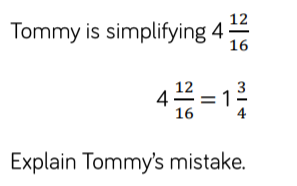 Tommy is simplifying 4 12/16
4 12/16 = 1 3/4
Explain Tommy's mistake.